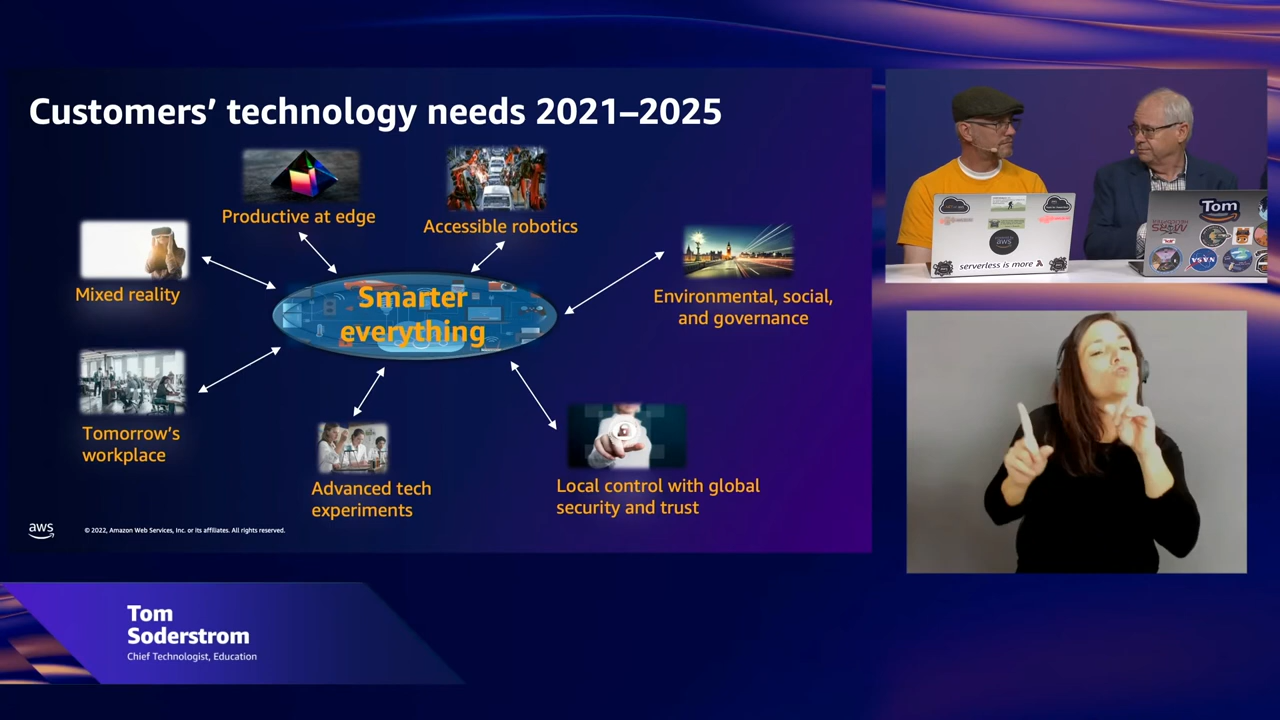 Customers’ technology needs 2021–2025
Productive at edge
Accessible robotics
Mixed reality
Smarter
everything
Environmental, social,
and governance
Tomorrow’s
workplace
Advanced tech
experiments
Local control with global
security and trust
aws
© 2022, Amazon Web Services, Inc. or its affiliates. All rights reserved.
aws
serverless is more
Tom
NASA
Tom
Soderstrom
Chief Technologist, Education